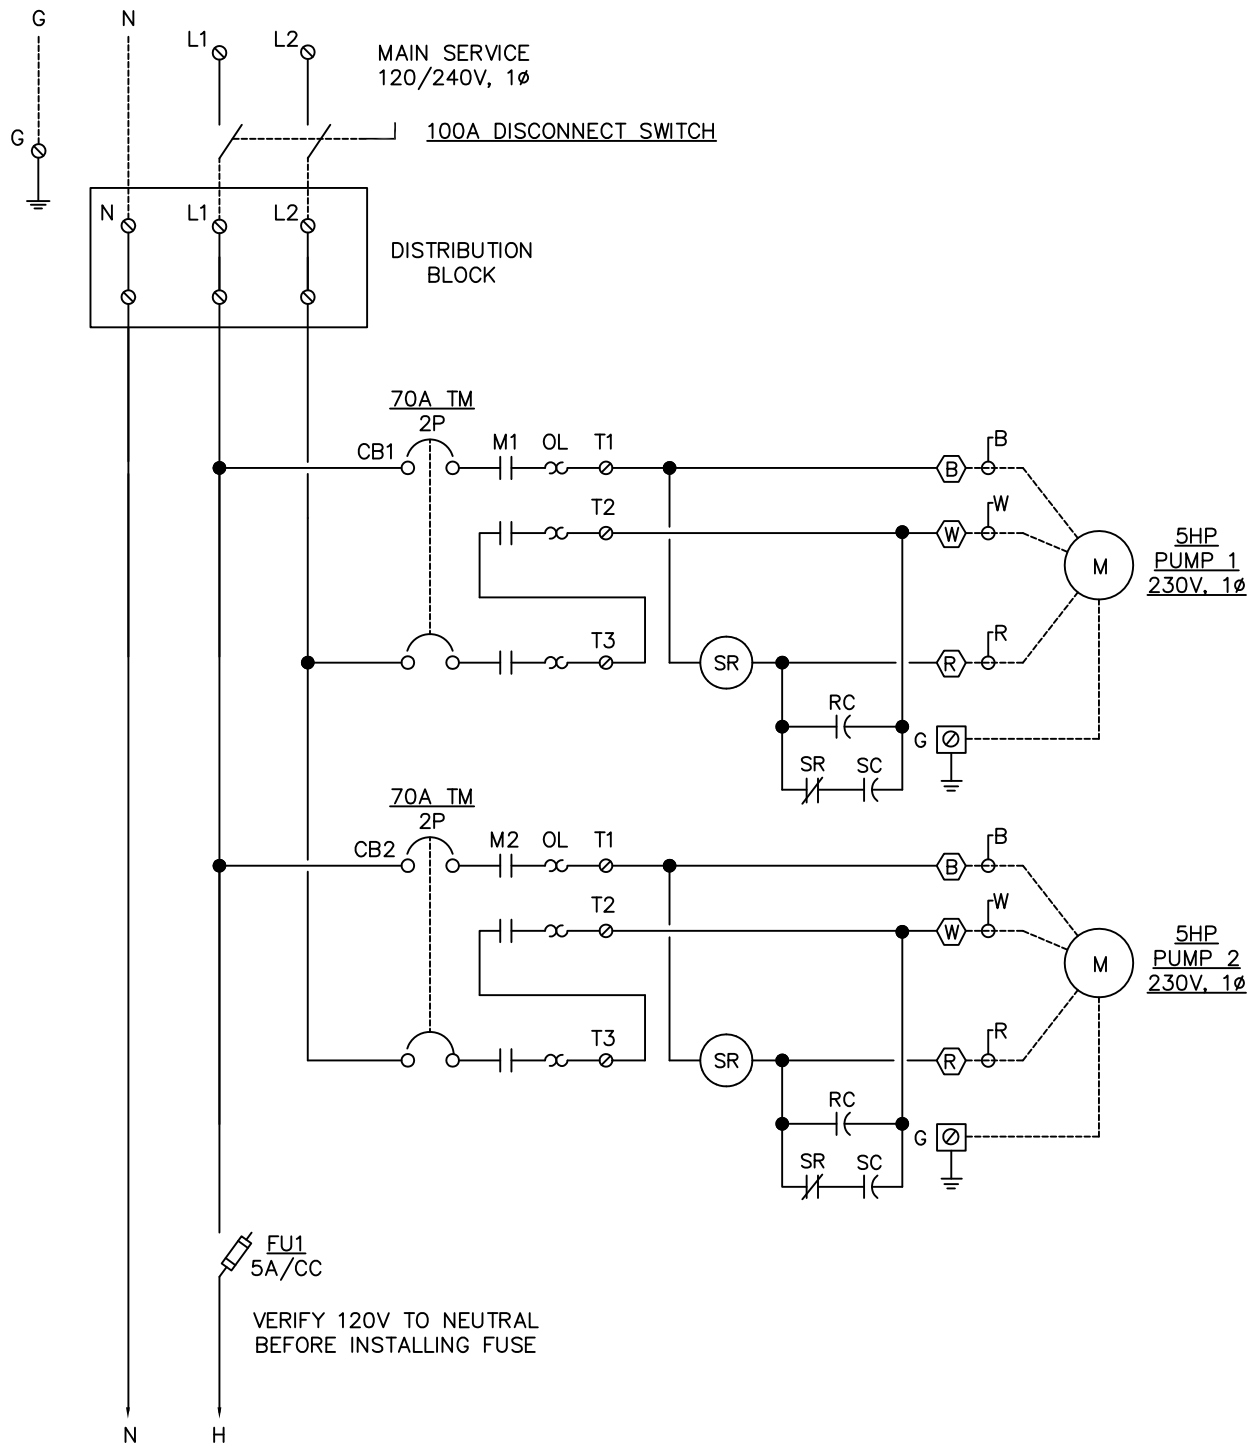 G
N
L1
L2
MAIN SERVICE
120/240V, 1ø
G
100A DISCONNECT SWITCH
N
L1
L2
DISTRIBUTION
BLOCK
70A TM
2P
CB1
M1
OL
T1
B
B
T2
W
W
5HP
PUMP 1
230V, 1ø
M
T3
SR
R
R
RC
G
SR
SC
70A TM
2P
CB2
M2
OL
T1
B
B
T2
W
W
5HP
PUMP 2
230V, 1ø
M
T3
SR
R
R
RC
G
SR
SC
FU1
5A/CC
VERIFY 120V TO NEUTRAL
BEFORE INSTALLING FUSE
N
H